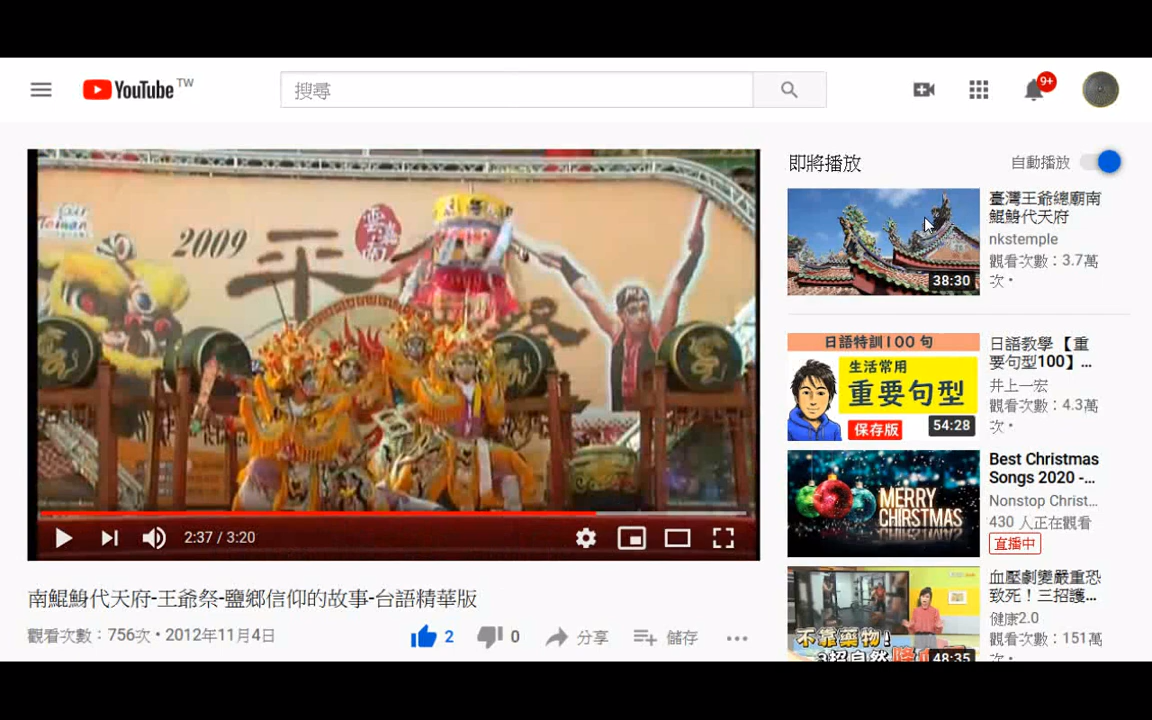 YouTube TW
搜尋
9+
2009
平
雲嘉南
2:37 / 3:20
南鯤鯓代天府-王爺祭-鹽鄉信仰的故事-台語精華版
觀看次數：756次 • 2012年11月4日
2
0
分享
儲存
即將播放
自動播放
38:30
臺灣王爺總廟南
鯤鯓代天府
nkstemple
觀看次數：3.7萬
次 •
日語特訓100 句
生活常用
重要句型
保存版
54:28
日語教學 【重
要句型100】...
井上一宏
觀看次數：4.3萬
次 •
MERRY
CHIRSTMAS
Best Christmas
Songs 2020 -...
Nonstop Christ...
430 人正在觀看
直播中
不靠藥物!
48:35
血壓劇變嚴重恐
致死！三招護...
健康2.0
觀看次數：151萬